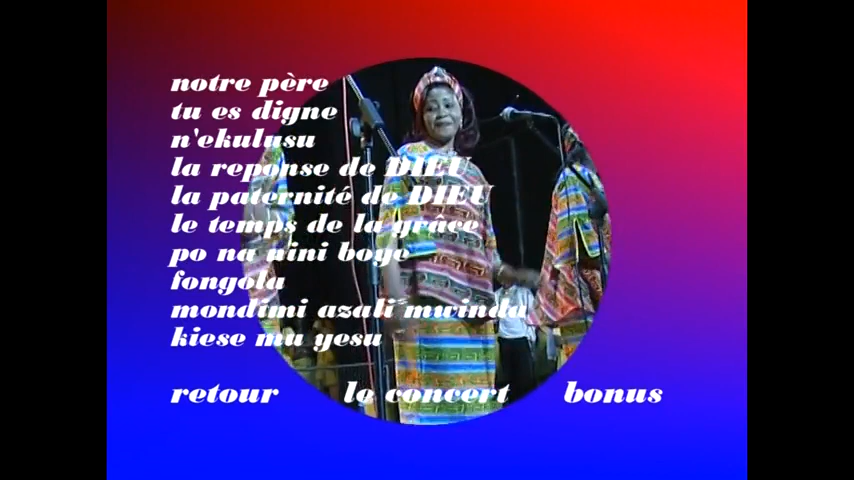 notre père
tu es digne
n'ekulusu
la reponse de DIEU
la paternité de DIEU
le temps de la grâce
po na nini boye
fongola
mondimi azali mwinda
kiese mu yesu
retour le concert bonus